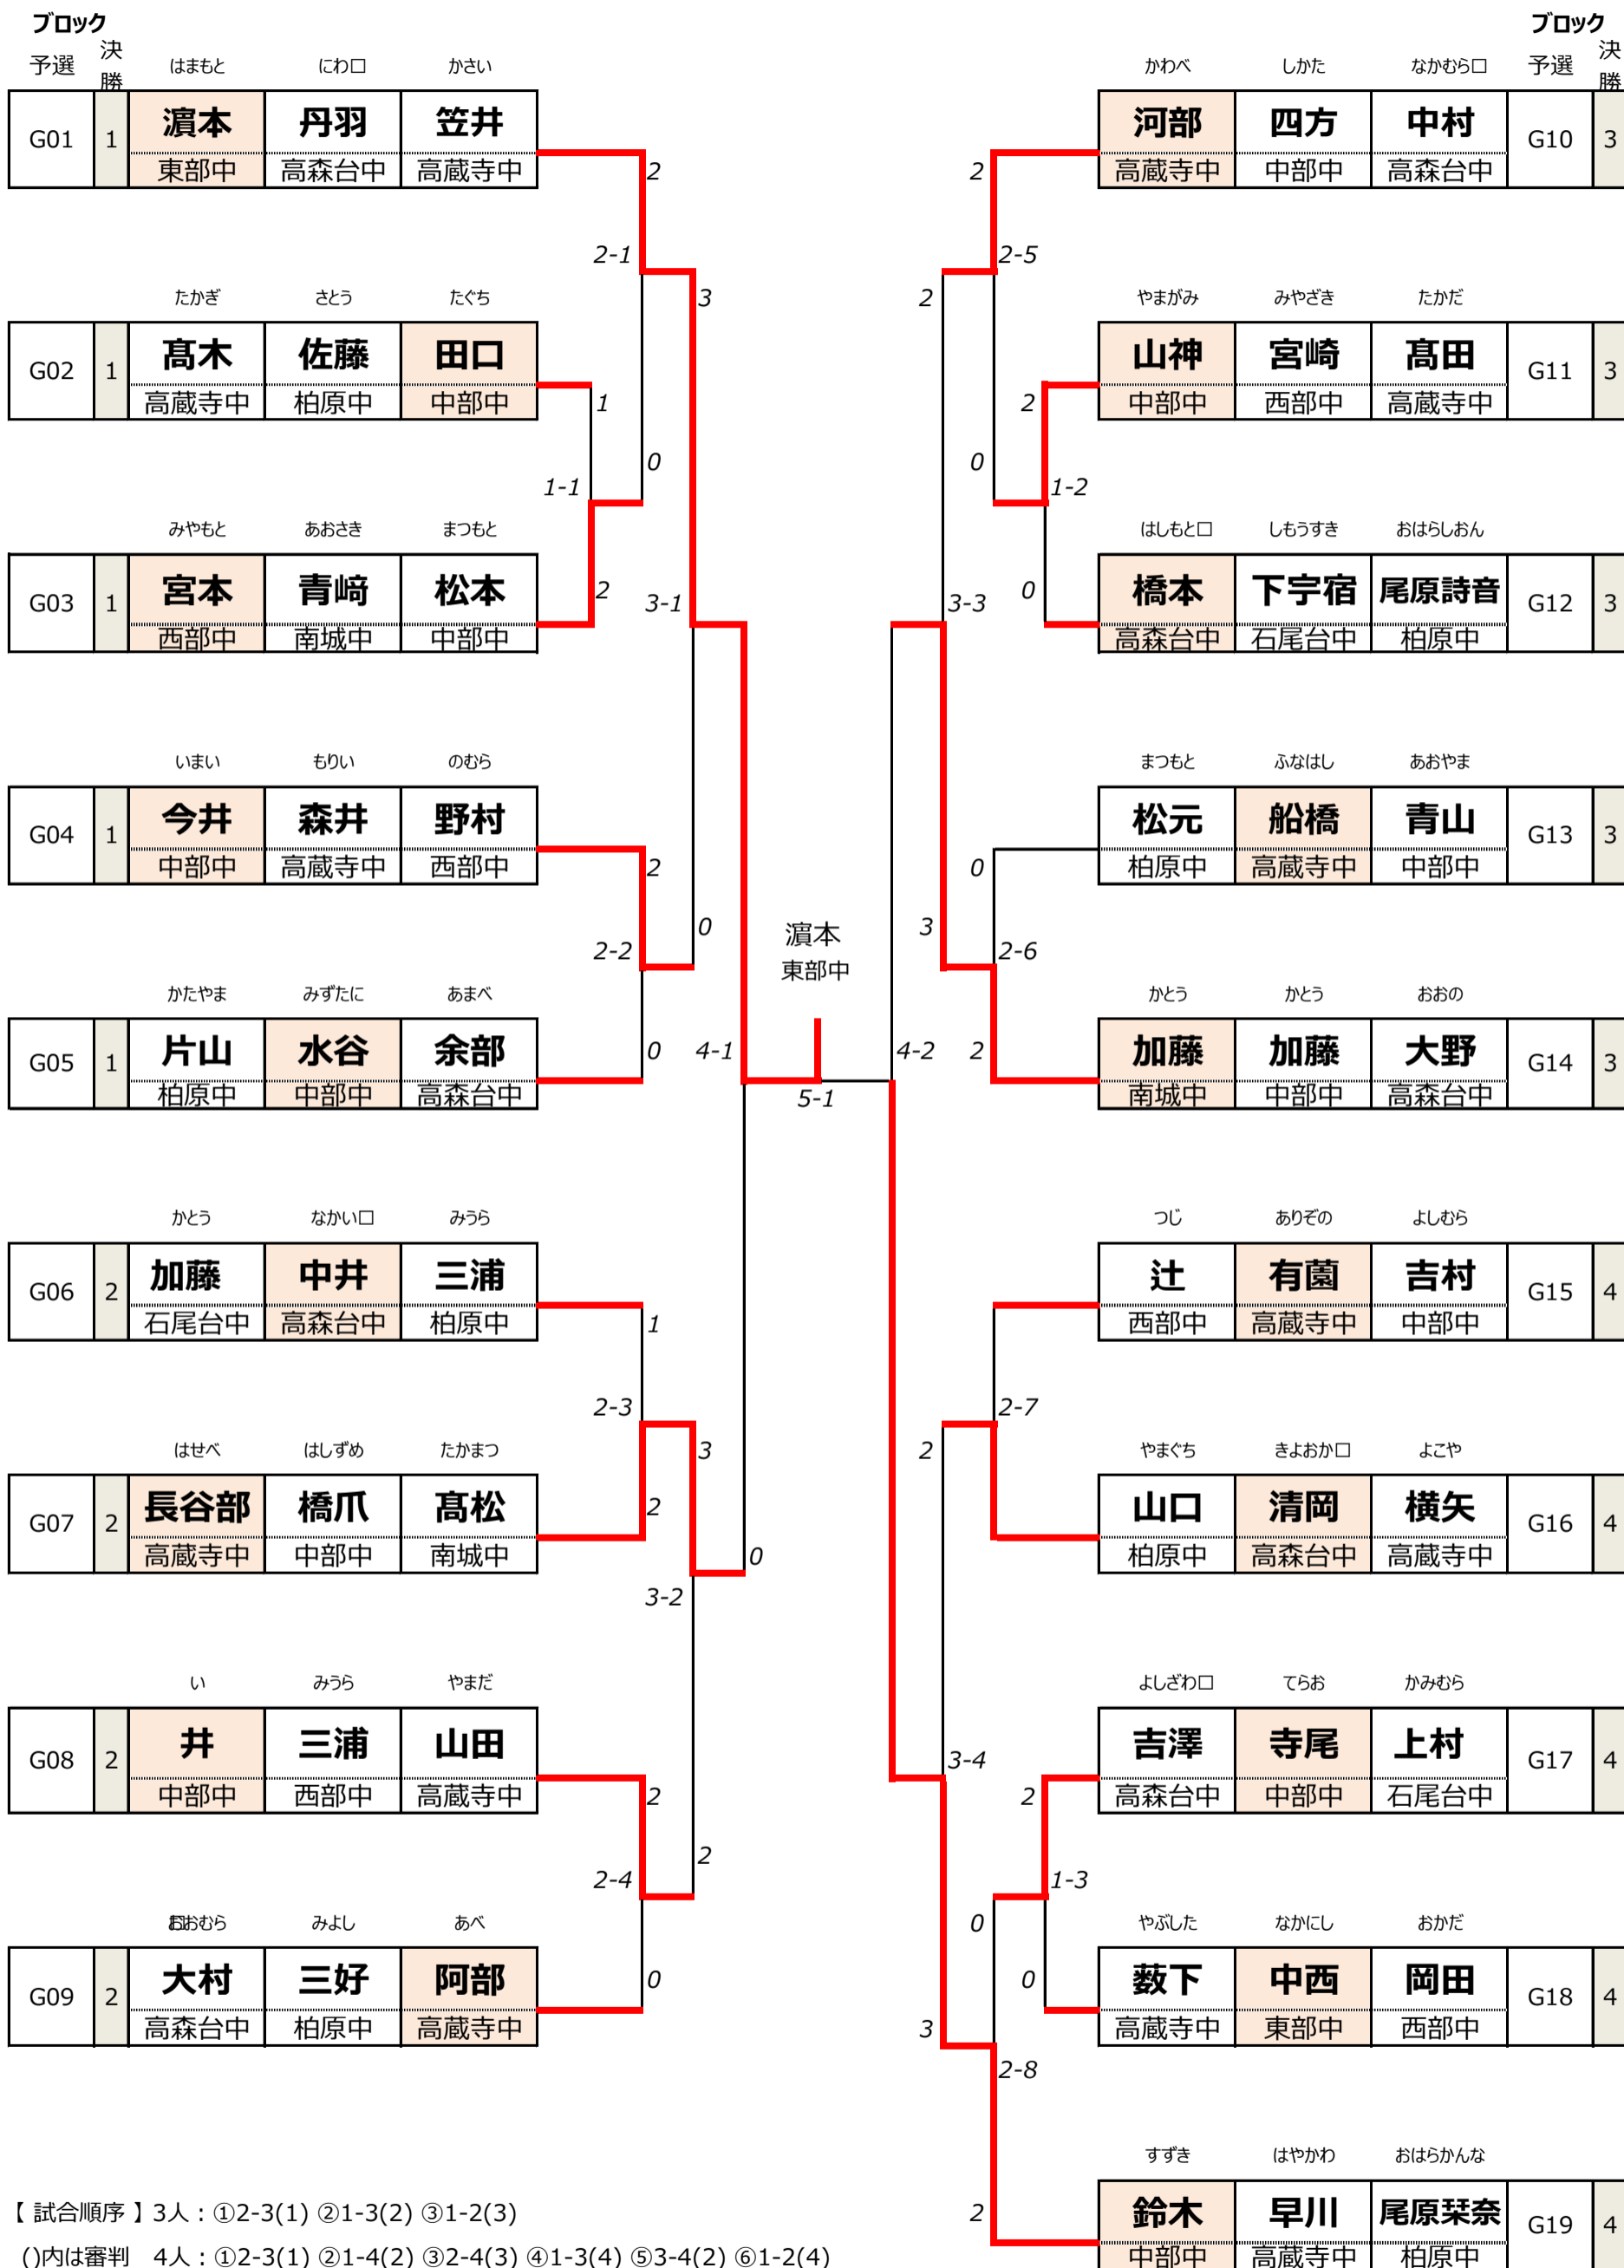 ブロック
予選 決勝
はまもと にわ□ かさい
G01 1 濵本 丹羽 笠井
東部中 高森台中 高蔵寺中
2
2-1
3
たかぎ さとう たぐち
G02 1 髙木 佐藤 田口
高蔵寺中 柏原中 中部中
1
0
1-1
みやもと あおさき まつもと
G03 1 宮本 青﨑 松本
西部中 南城中 中部中
2
3-1
いまい もりい のむら
G04 1 今井 森井 野村
中部中 高蔵寺中 西部中
2
0
2-2
かたやま みずたに あまべ
G05 1 片山 水谷 余部
柏原中 中部中 高森台中
0
4-1
かとう なかい□ みうら
G06 2 加藤 中井 三浦
石尾台中 高森台中 柏原中
1
2-3
3
はせべ はしずめ たかまつ
G07 2 長谷部 橋爪 髙松
高蔵寺中 中部中 南城中
2
0
3-2
い みうら やまだ
G08 2 井 三浦 山田
中部中 西部中 高蔵寺中
2
2
2-4
おおむら みよし あべ
G09 2 大村 三好 阿部
高森台中 柏原中 高蔵寺中
0
濵本
東部中
5-1
ブロック
予選 決勝
かわべ しかた なかむら□
河部 四方 中村 G10 3
高蔵寺中 中部中 高森台中
2
2-5
2
やまがみ みやざき たかだ
山神 宮崎 髙田 G11 3
中部中 西部中 高蔵寺中
2
0
1-2
はしもと□ しもうすき おはらしおん
橋本 下宇宿 尾原詩音 G12 3
高森台中 石尾台中 柏原中
0
3-3
まつもと ふなはし あおやま
松元 船橋 青山 G13 3
柏原中 高蔵寺中 中部中
0
3
2-6
かとう かとう おおの
加藤 加藤 大野 G14 3
南城中 中部中 高森台中
2
4-2
つじ ありぞの よしむら
辻 有薗 吉村 G15 4
西部中 高蔵寺中 中部中
2-7
2
やまぐち きよおか□ よこや
山口 清岡 横矢 G16 4
柏原中 高森台中 高蔵寺中
よしざわ□ てらお かみむら
吉澤 寺尾 上村 G17 4
高森台中 中部中 石尾台中
3-4
2
1-3
0
やぶした なかにし おかだ
薮下 中西 岡田 G18 4
高蔵寺中 東部中 西部中
0
3
2-8
すずき はやかわ おはらかんな
鈴木 早川 尾原栞奈 G19 4
中部中 高蔵寺中 柏原中
2
【 試合順序 】 3人：①2-3(1) ②1-3(2) ③1-2(3)
()内は審判 4人：①2-3(1) ②1-4(2) ③2-4(3) ④1-3(4) ⑤3-4(2) ⑥1-2(4)